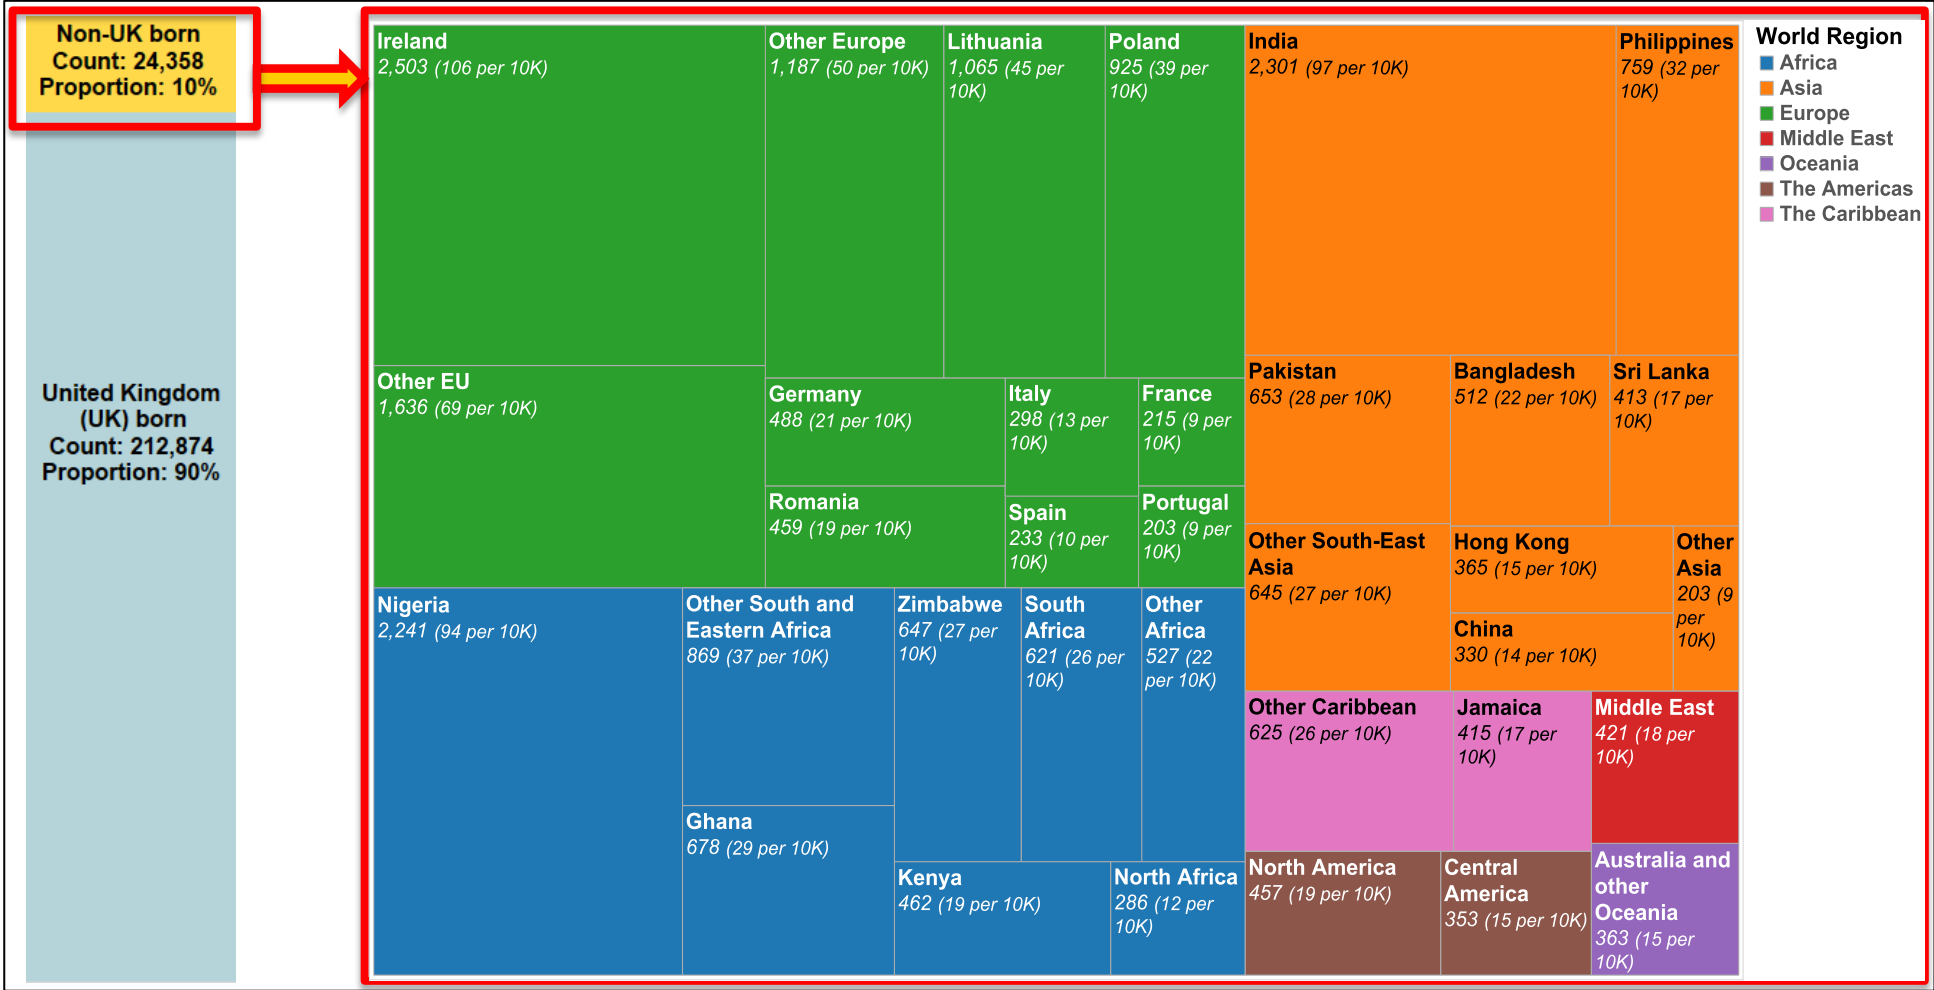 Non-UK born
Count: 24,358
Proportion: 10%
United Kingdom
(UK) born
Count: 212,874
Proportion: 90%
Ireland
2,503 (106 per 10K)
Other Europe
1,187 (50 per 10K)
Lithuania
1,065 (45 per
10K)
Poland
925 (39 per
10K)
Other EU
1,636 (69 per 10K)
Germany
488 (21 per 10K)
Italy
298 (13 per
10K)
France
215 (9 per
10K)
Romania
459 (19 per 10K)
Spain
233 (10 per
10K)
Portugal
203 (9 per
10K)
Nigeria
2,241 (94 per 10K)
Other South and
Eastern Africa
869 (37 per 10K)
Zimbabwe
647 (27 per
10K)
South
Africa
621 (26 per
10K)
Other
Africa
527 (22
per 10K)
Ghana
678 (29 per 10K)
Kenya
462 (19 per 10K)
North Africa
286 (12 per
10K)
India
2,301 (97 per 10K)
Philippines
759 (32 per
10K)
Pakistan
653 (28 per 10K)
Bangladesh
512 (22 per 10K)
Sri Lanka
413 (17 per
10K)
Other South-East
Asia
645 (27 per 10K)
Hong Kong
365 (15 per 10K)
Other
Asia
203 (9
per
10K)
China
330 (14 per 10K)
Other Caribbean
625 (26 per 10K)
Jamaica
415 (17 per
10K)
Middle East
421 (18 per
10K)
North America
457 (19 per 10K)
Central
America
353 (15 per 10K)
Australia and
other
Oceania
363 (15 per
10K)
World Region
Africa
Asia
Europe
Middle East
Oceania
The Americas
The Caribbean